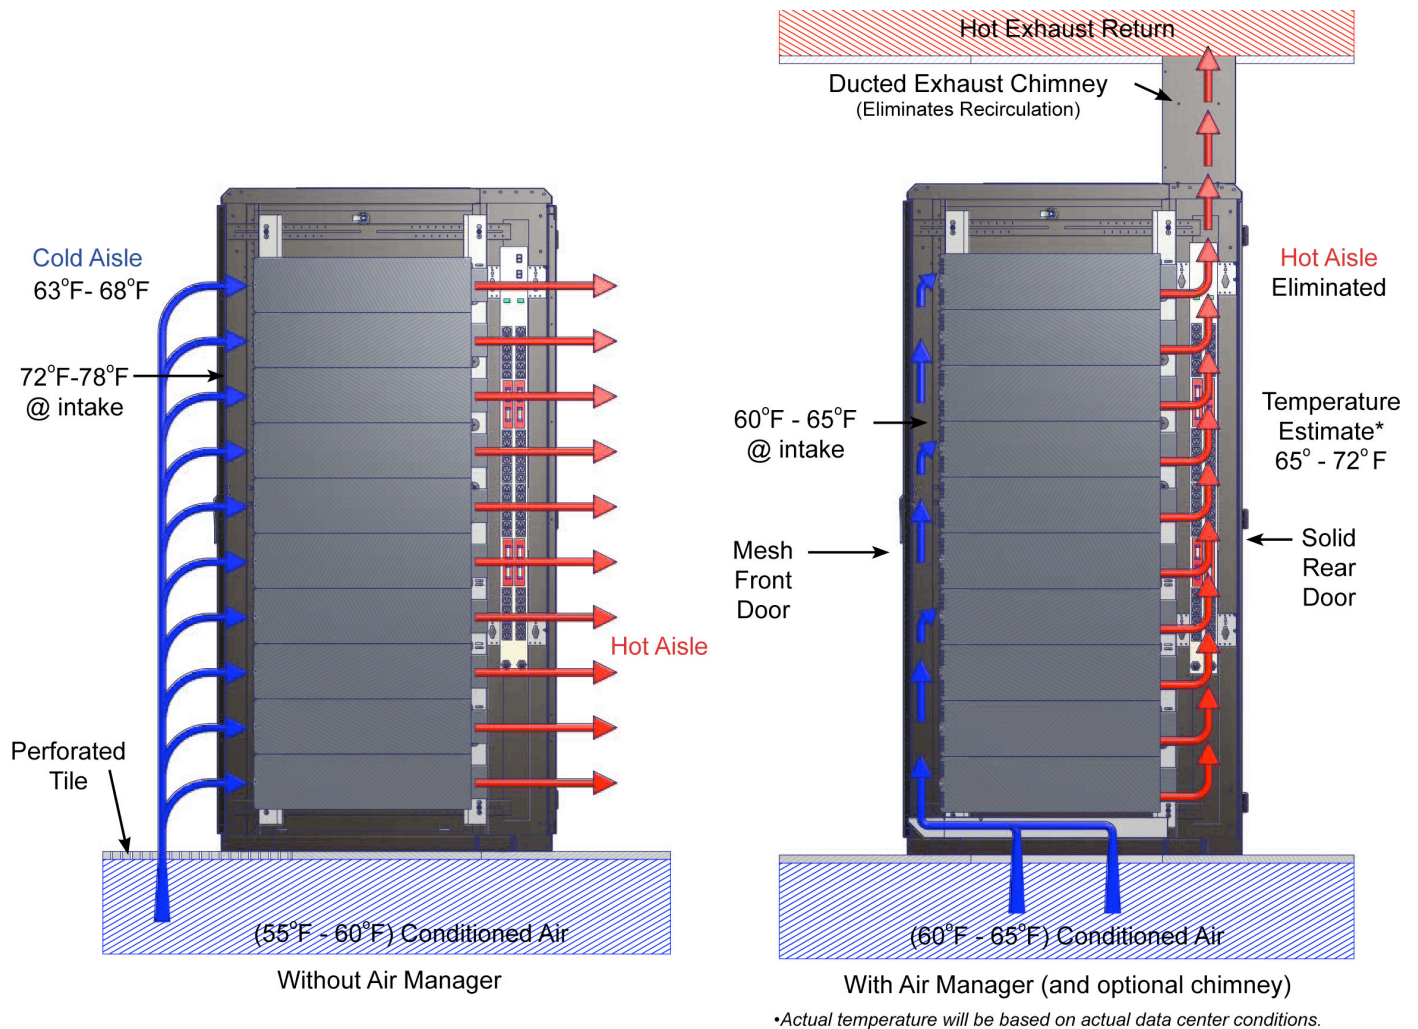 Hot Exhaust Return
Ducted Exhaust Chimney
(Eliminates Recirculation)
Cold Aisle
63°F- 68°F
72°F-78°F
@ intake
Hot Aisle
Perforated
Tile
(55°F - 60°F) Conditioned Air
Without Air Manager
Hot Aisle
Eliminated
60°F - 65°F
@ intake
Temperature
Estimate*
65° - 72° F
Mesh
Front
Door
Solid
Rear
Door
(60°F - 65°F) Conditioned Air
With Air Manager (and optional chimney)
•Actual temperature will be based on actual data center conditions.